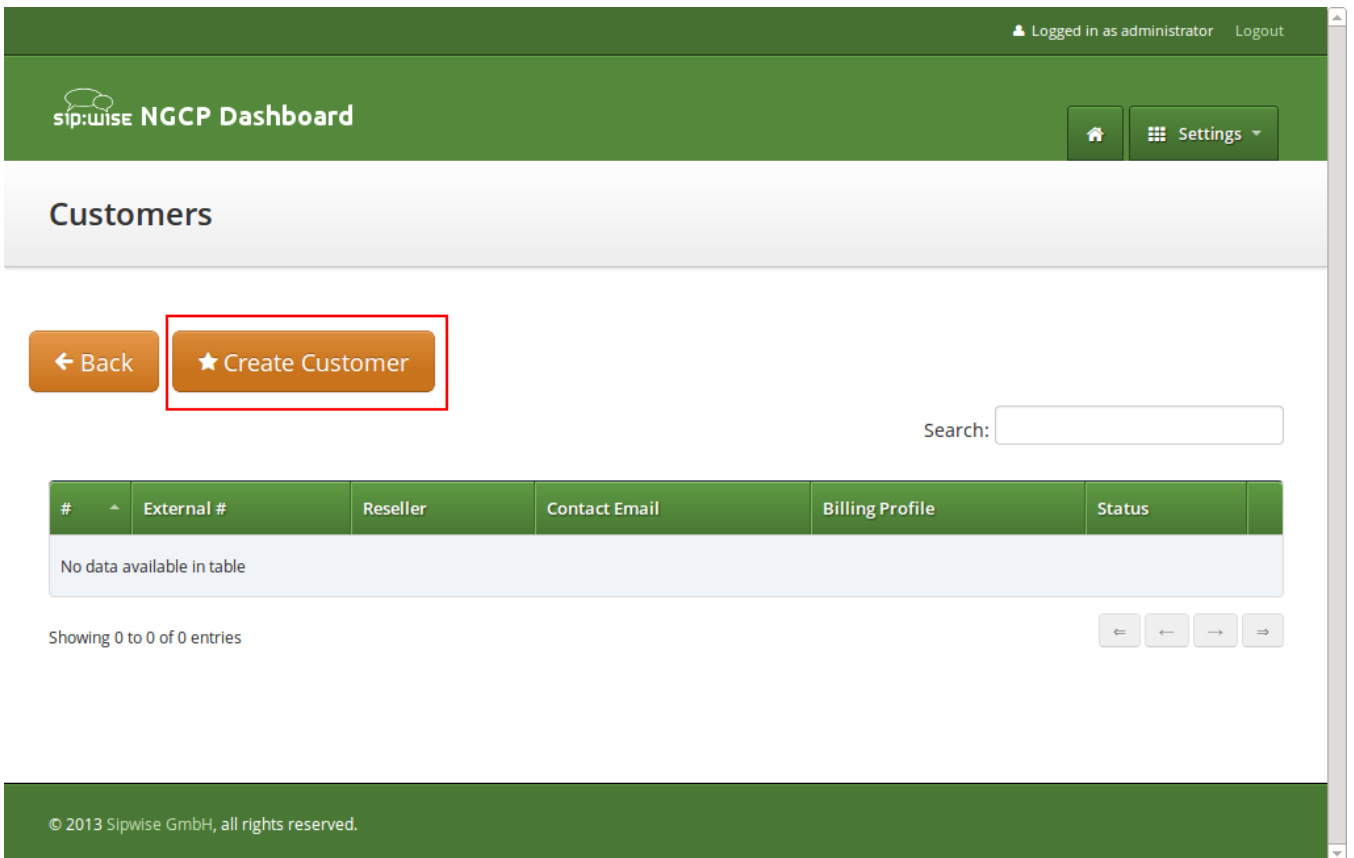 Logged in as administrator Logout
sip:wise NGCP Dashboard
Settings
Customers
Back Create Customer
Search:
# External # Reseller Contact Email Billing Profile Status
No data available in table
Showing 0 to 0 of 0 entries
⇐ ← → ⇒
© 2013 Sipwise GmbH, all rights reserved.